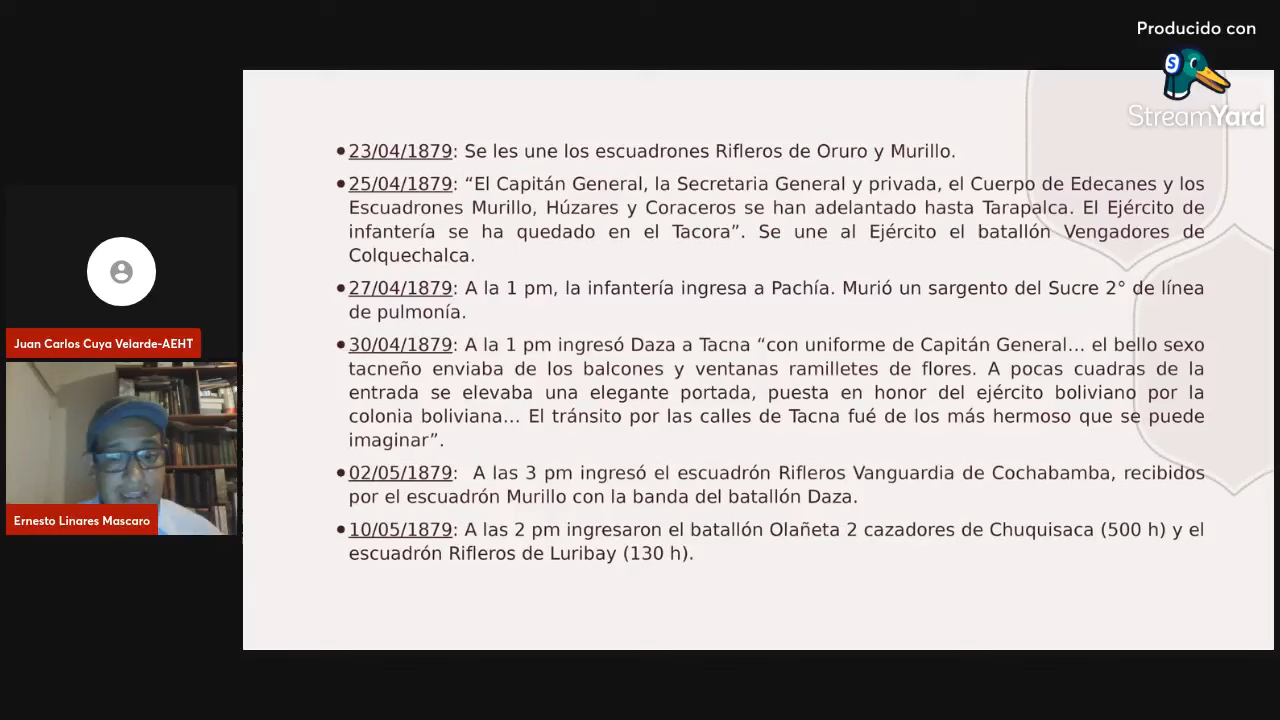 Producido con
StreamYard
• 23/04/1879: Se les une los escuadrones Rifleros de Oruro y Murillo.
• 25/04/1879: “El Capitán General, la Secretaria General y privada, el Cuerpo de Edecanes y los
Escuadrones Murillo, Húzares y Coraceros se han adelantado hasta Tarapalca. El Ejército de
infantería se ha quedado en el Tacora”. Se une al Ejército el batallón Vengadores de
Colquechalca.
• 27/04/1879: A la 1 pm, la infantería ingresa a Pachía. Murió un sargento del Sucre 2° de línea
de pulmonía.
• 30/04/1879: A la 1 pm ingresó Daza a Tacna “con uniforme de Capitán General… el bello sexo
tacneño enviaba de los balcones y ventanas ramilletes de flores. A pocas cuadras de la
entrada se elevaba una elegante portada, puesta en honor del ejército boliviano por la
colonia boliviana… El tránsito por las calles de Tacna fué de los más hermoso que se puede
imaginar”.
• 02/05/1879: A las 3 pm ingresó el escuadrón Rifleros Vanguardia de Cochabamba, recibidos
por el escuadrón Murillo con la banda del batallón Daza.
• 10/05/1879: A las 2 pm ingresaron el batallón Olañeta 2 cazadores de Chuquisaca (500 h) y el
escuadrón Rifleros de Luribay (130 h).
Juan Carlos Cuya Velarde-AEHT
Ernesto Linares Mascaro